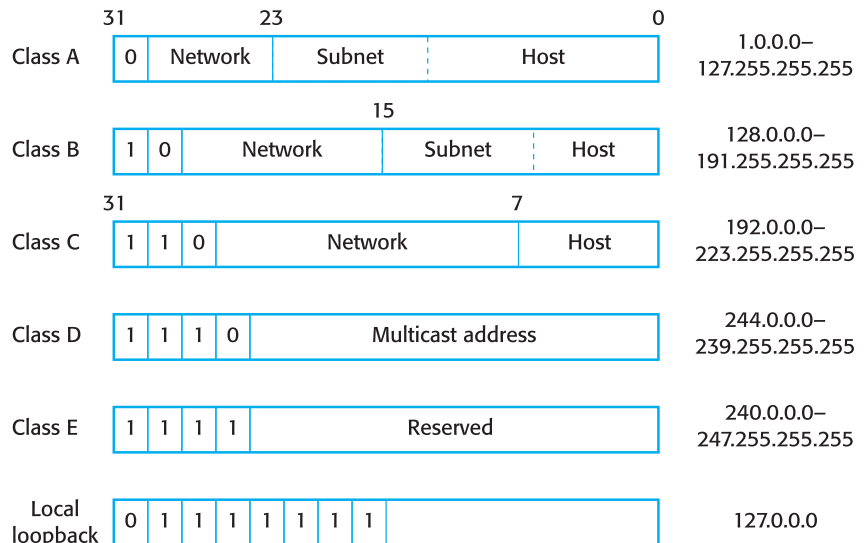 31 23 0
Class A 0 Network Subnet Host 1.0.0.0–
127.255.255.255
15
Class B 1 0 Network Subnet Host 128.0.0.0–
191.255.255.255
31 7
Class C 1 1 0 Network Host 192.0.0.0–
223.255.255.255
Class D 1 1 1 0 Multicast address 244.0.0.0–
239.255.255.255
Class E 1 1 1 1 Reserved 240.0.0.0–
247.255.255.255
Local
loopback 0 1 1 1 1 1 1 1 127.0.0.0